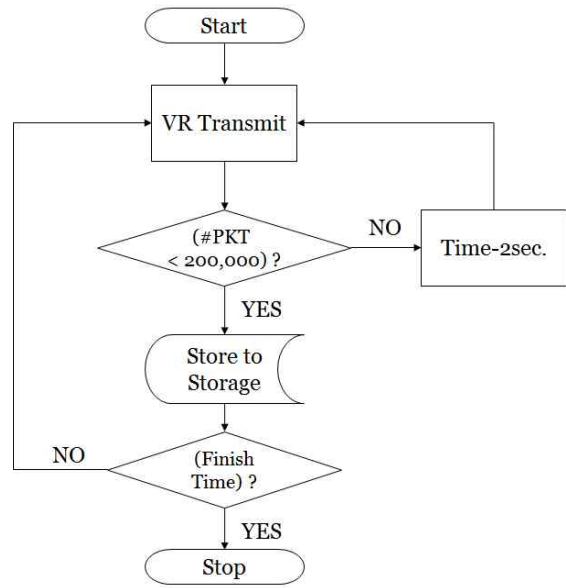 Start
VR Transmit
(#PKT
< 200,000) ?
NO
Time-2sec.
YES
Store to
Storage
NO
(Finish
Time) ?
YES
Stop